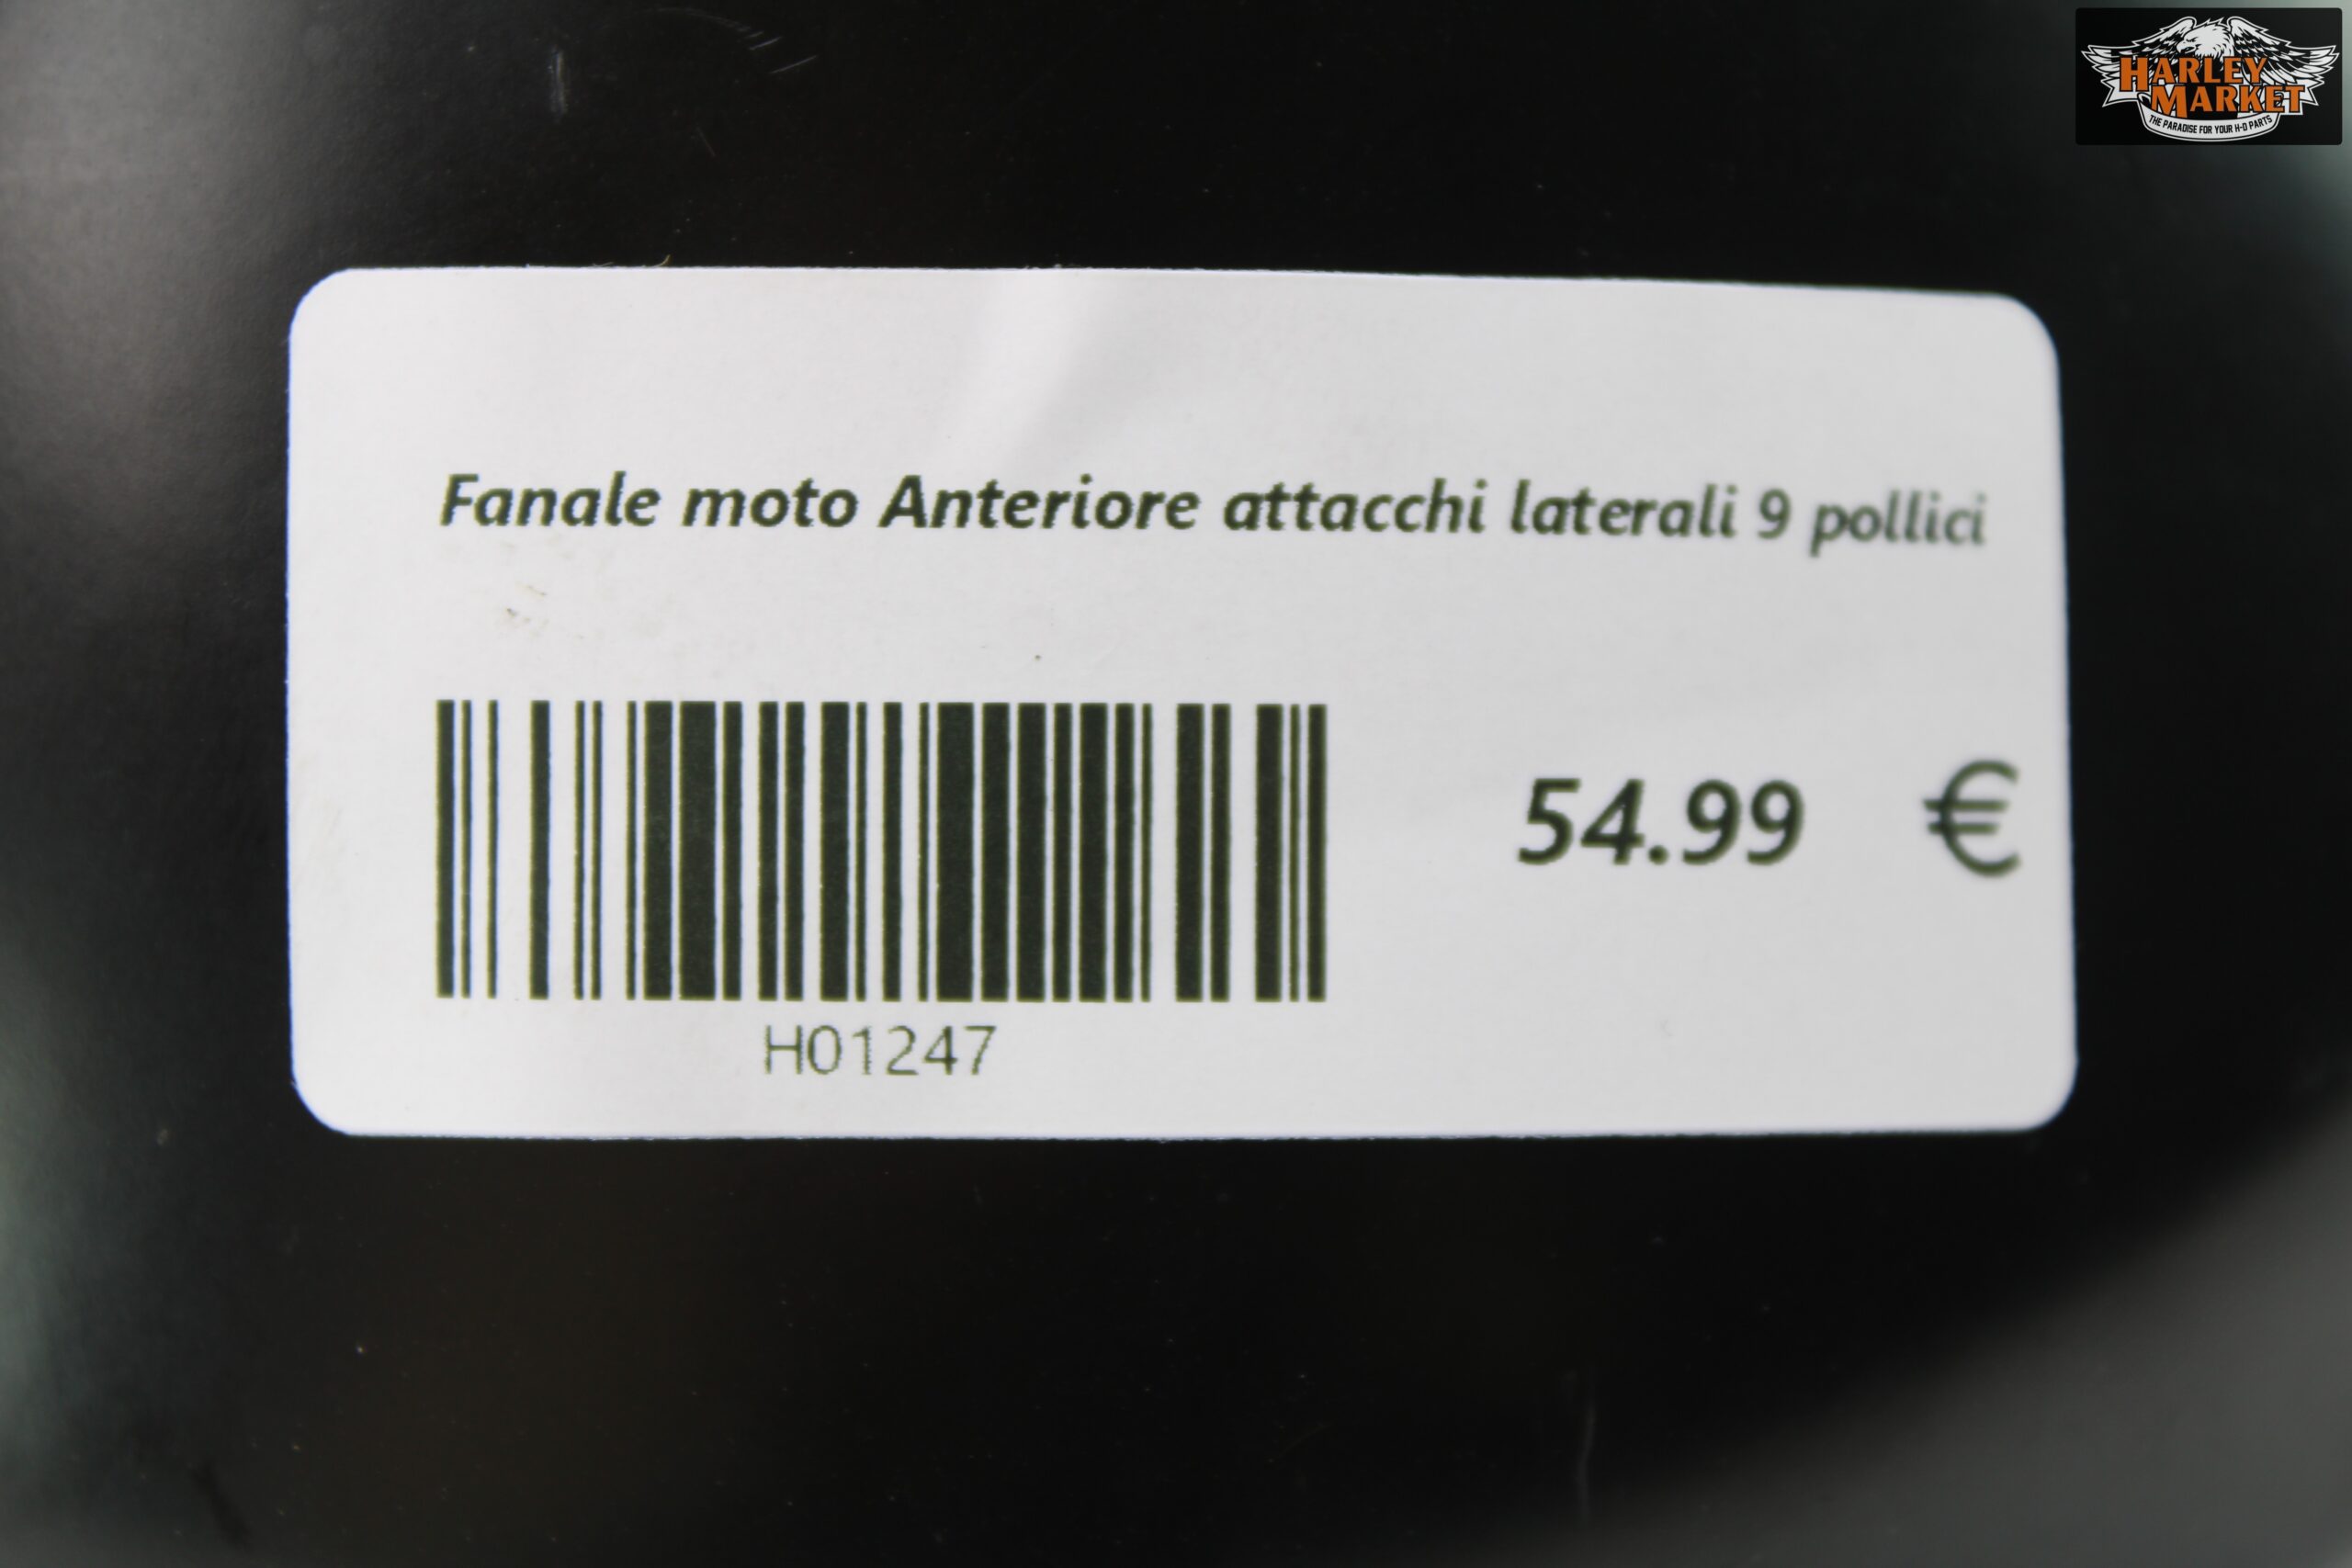 HARLEY
MARKET
THE PARADISE FOR YOUR H-D PARTS
Fanale moto Anteriore attacchi laterali 9 pollici
54.99 €
H01247